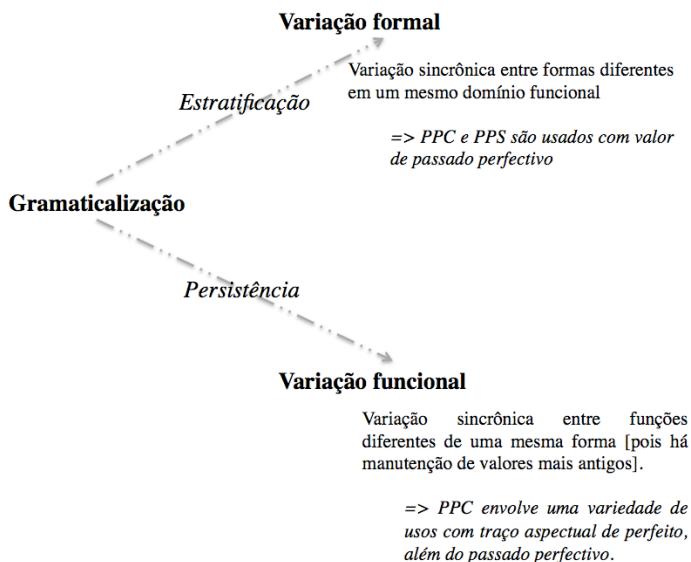 Variação formal
Variação sincrônica entre formas diferentes
em um mesmo domínio funcional
Estratificação
=> PPC e PPS são usados com valor
de passado perfectivo
Gramaticalização
Persistência
Variação funcional
Variação sincrônica entre funções
diferentes de uma mesma forma [pois há
manutenção de valores mais antigos].
=> PPC envolve uma variedade de
usos com traço aspectual de perfeito,
além do passado perfectivo.